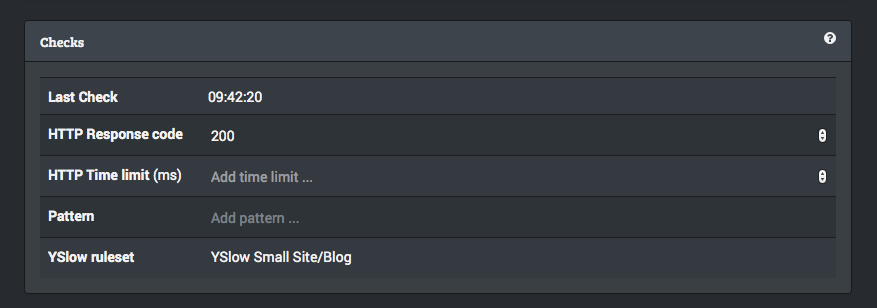 Checks
Last Check 09:42:20
HTTP Response code 200
HTTP Time limit (ms) Add time limit ...
Pattern Add pattern ...
YSlow ruleset YSlow Small Site/Blog